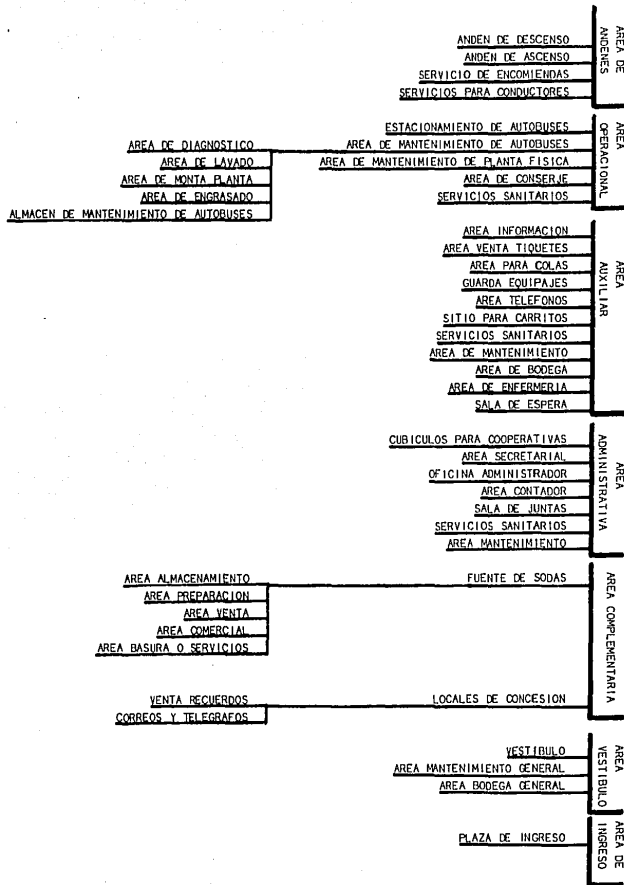 AREA DE
ANDENES
ANDEN DE DESCENSO
ANDEN DE ASCENSO
SERVICIO DE ENCOMIENDAS
SERVICIOS PARA CONDUCTORES
AREA
OPERACIONAL
ESTACIONAMIENTO DE AUTOBUSES
AREA DE MANTENIMIENTO DE AUTOBUSES
AREA DE DIAGNOSTICO
AREA DE LAVADO
AREA DE MONTA PLANTA
AREA DE ENGRASADO
ALMACEN DE MANTENIMIENTO DE AUTOBUSES
AREA DE MANTENIMIENTO DE PLANTA FISICA
AREA DE CONSERJE
SERVICIOS SANITARIOS
AREA
AUXILIAR
AREA INFORMACION
AREA VENTA TIQUETES
AREA PARA COLAS
GUARDA EQUIPAJES
AREA TELEFONOS
SITIO PARA CARRITOS
SERVICIOS SANITARIOS
AREA DE MANTENIMIENTO
AREA DE BODEGA
AREA DE ENFERMERIA
SALA DE ESPERA
AREA
ADMINISTRATIVA
CUBICULOS PARA COOPERATIVAS
AREA SECRETARIAL
OFICINA ADMINISTRADOR
AREA CONTADOR
SALA DE JUNTAS
SERVICIOS SANITARIOS
AREA MANTENIMIENTO
AREA COMPLEMENTARIA
FUENTE DE SODAS
AREA ALMACENAMIENTO
AREA PREPARACION
AREA VENTA
AREA COMERCIAL
AREA BASURA O SERVICIOS
LOCALES DE CONCESION
VENTA RECUERDOS
CORREOS Y TELEGRAFOS
AREA
VESTIBULO
VESTIBULO
AREA MANTENIMIENTO GENERAL
AREA BODEGA GENERAL
AREA DE
INGRESO
PLAZA DE INGRESO